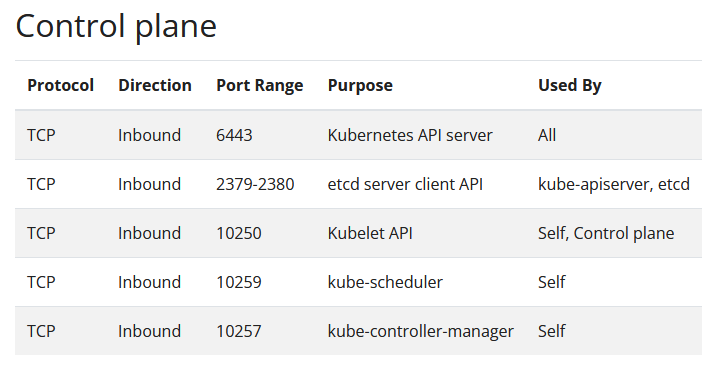 Control plane
Protocol Direction Port Range Purpose Used By
TCP Inbound 6443 Kubernetes API server All
TCP Inbound 2379-2380 etcd server client API kube-apiserver, etcd
TCP Inbound 10250 Kubelet API Self, Control plane
TCP Inbound 10259 kube-scheduler Self
TCP Inbound 10257 kube-controller-manager Self